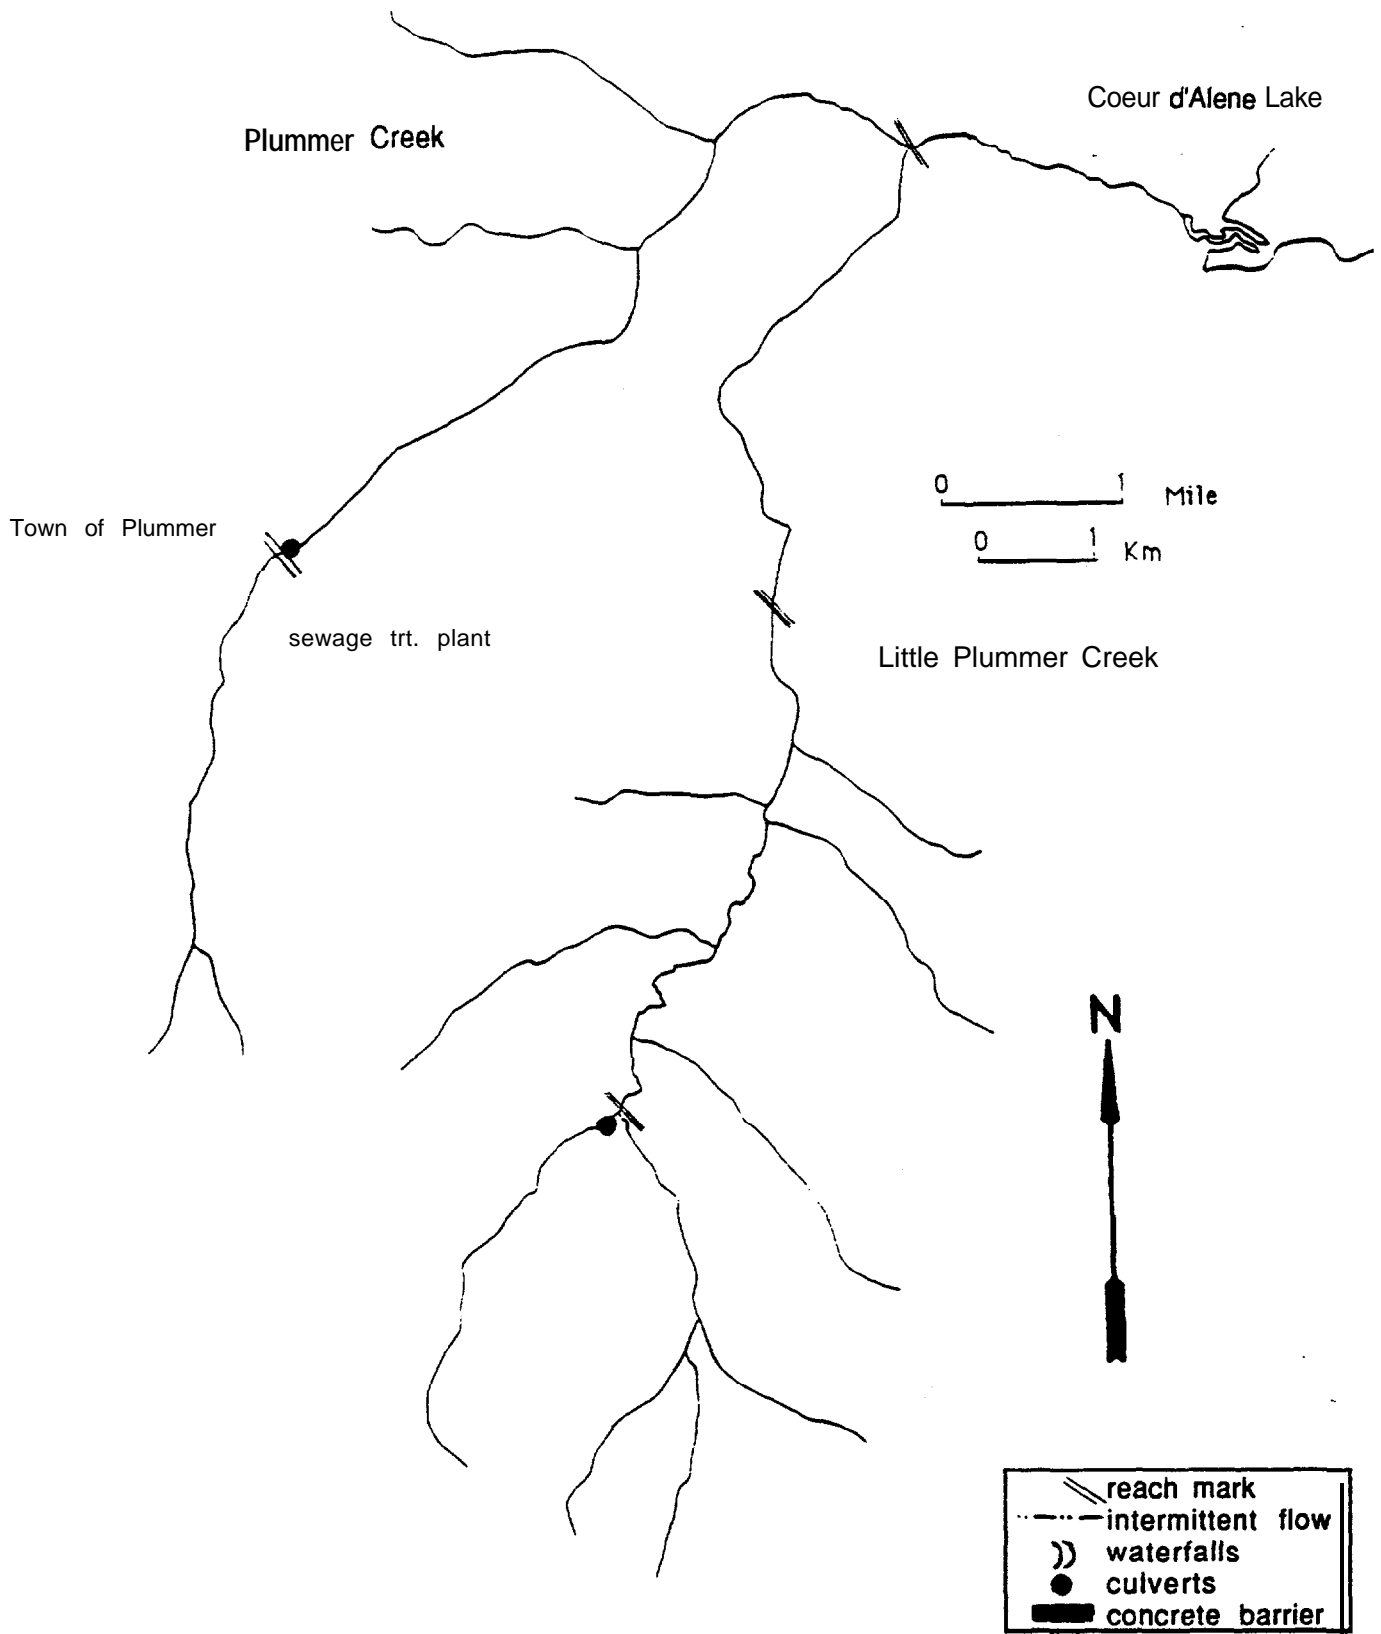 Coeur d'Alene Lake
Plummer Creek
0 1 Mile
0 1 Km
Town of Plummer
sewage trt. plant
Little Plummer Creek
N
reach mark
intermittent flow
waterfalls
culverts
concrete barrier